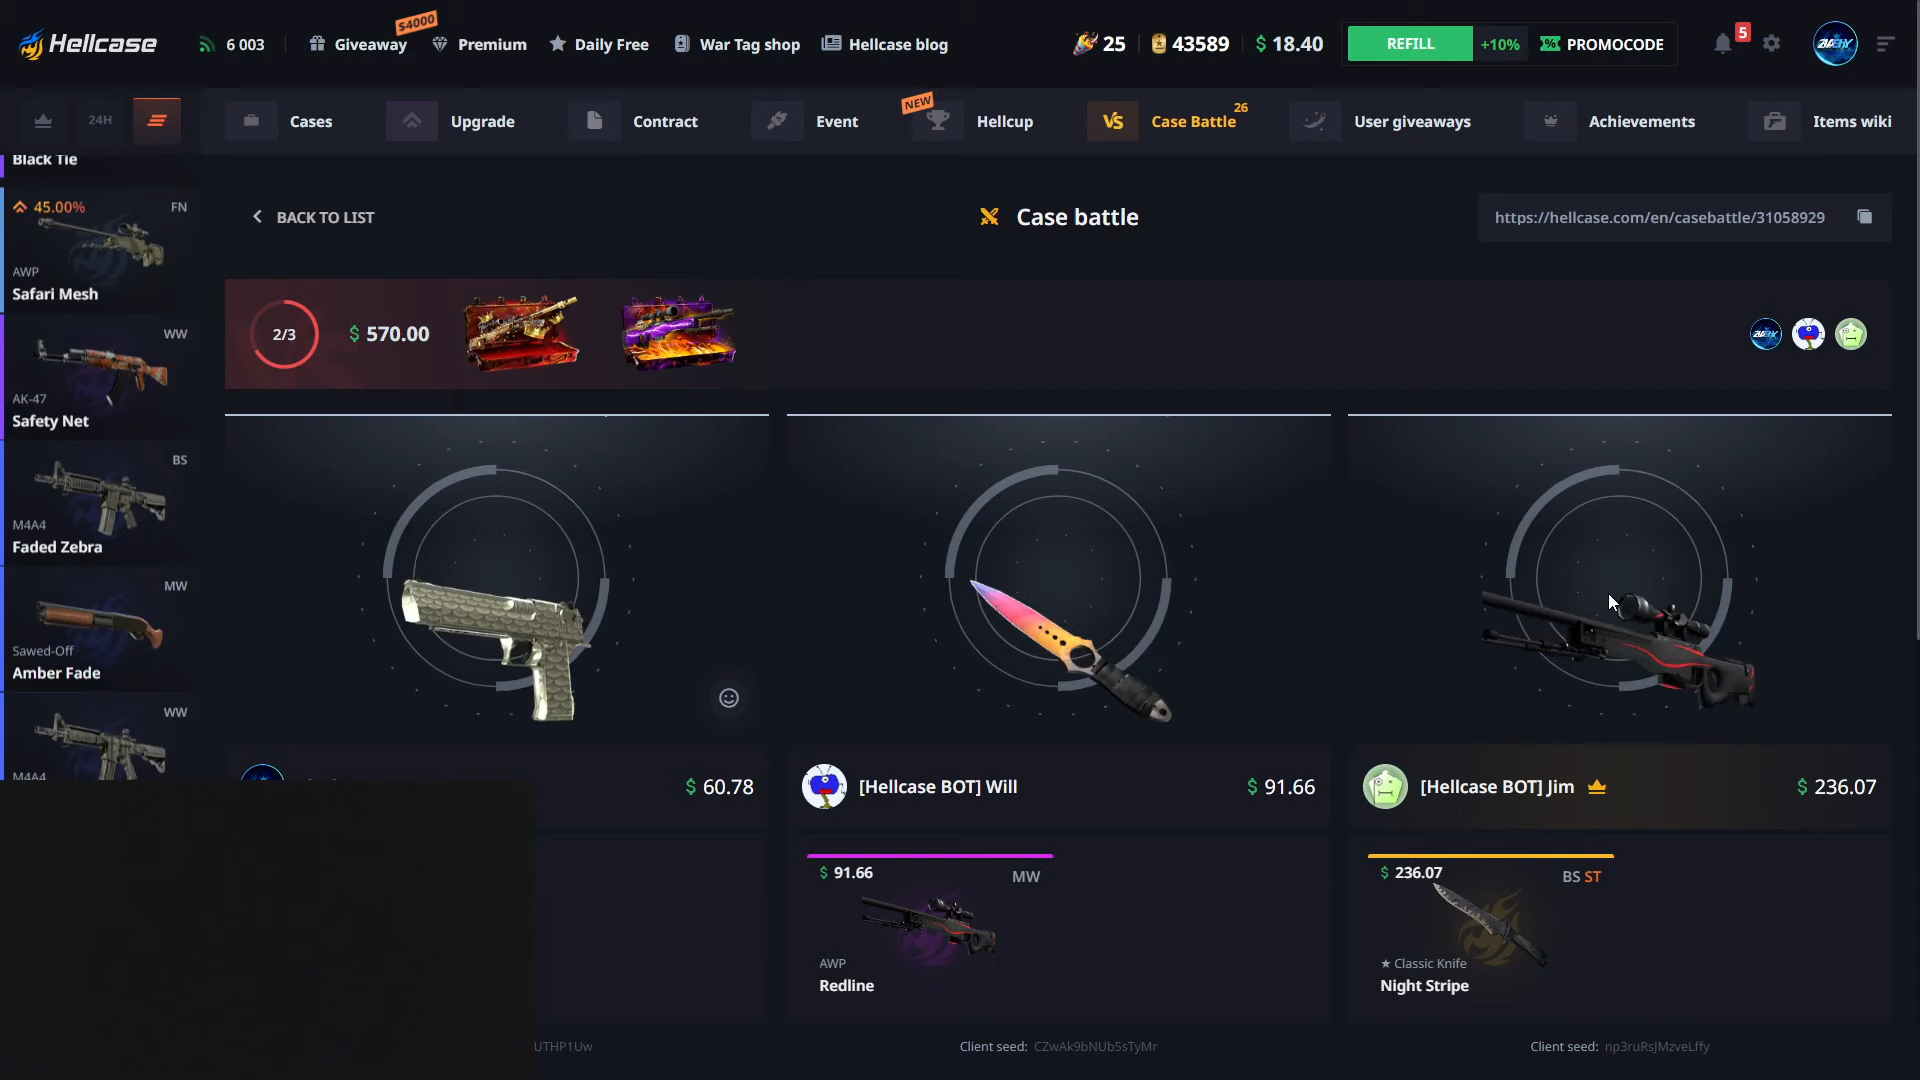 Hellcase
6 003
Giveaway
$4000
Premium
Daily Free
War Tag shop
Hellcase blog
25
43589
$ 18.40
REFILL
+10%
PROMOCODE
5
24H
Cases
Upgrade
Contract
Event
NEW
Hellcup
VS
Case Battle
26
User giveaways
Achievements
Items wiki
Black Tie
45.00%
FN
AWP
Safari Mesh
WW
AK-47
Safety Net
BS
M4A4
Faded Zebra
MW
Sawed-Off
Amber Fade
WW
M4A4
BACK TO LIST
Case battle
https://hellcase.com/en/casebattle/31058929
2/3
$ 570.00
$ 60.78
[Hellcase BOT] Will
$ 91.66
[Hellcase BOT] Jim
$ 236.07
$ 91.66
MW
AWP
Redline
$ 236.07
BS ST
★ Classic Knife
Night Stripe
UTHP1Uw
Client seed: CZwAk9bNUb5sTyMr
Client seed: np3ruRsJMzveLffy